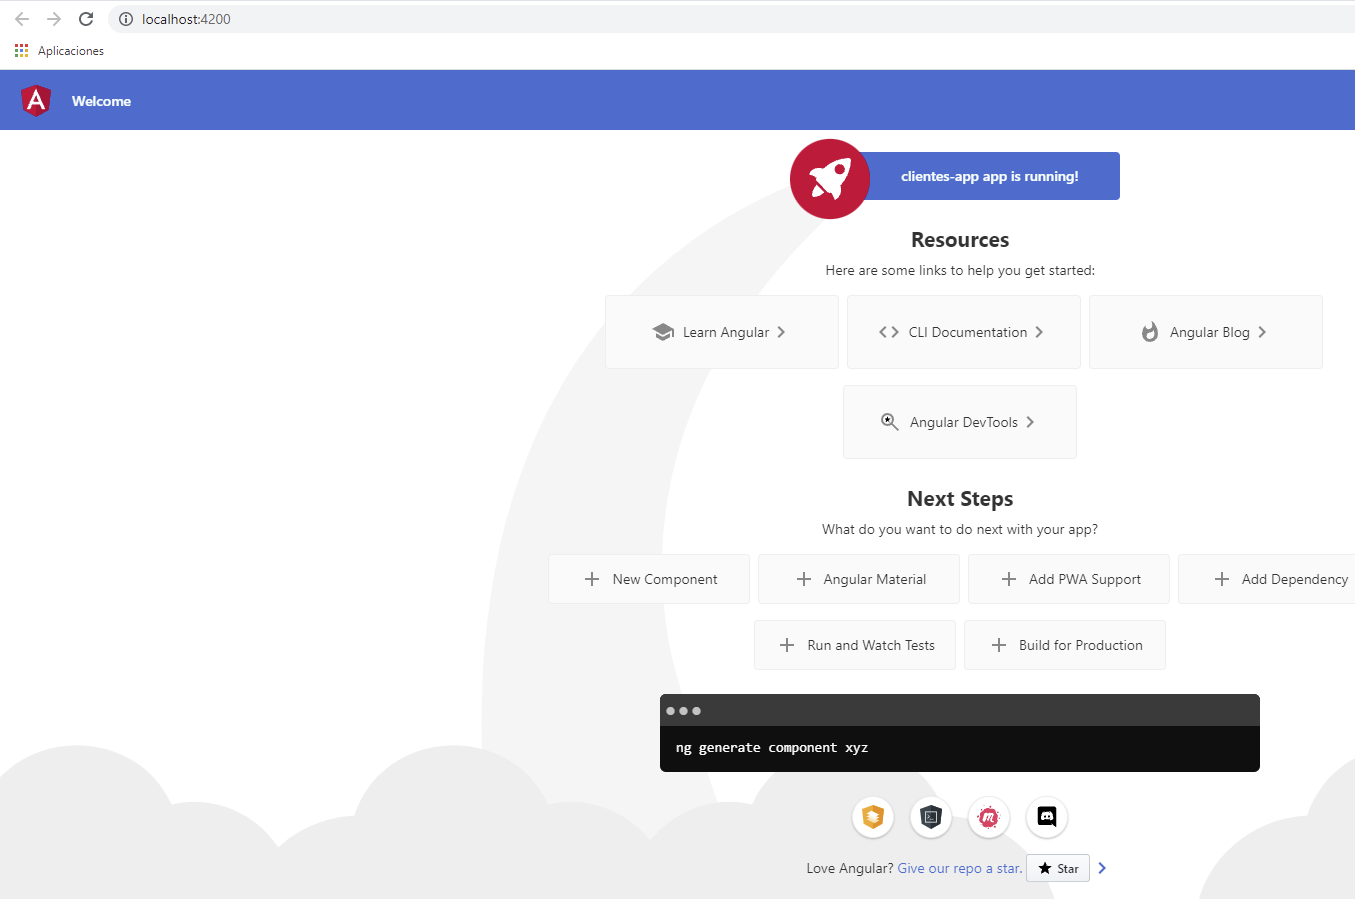 localhost:4200
Aplicaciones
Welcome
clientes-app app is running!
Resources
Here are some links to help you get started:
Learn Angular
CLI Documentation
Angular Blog
Angular DevTools
Next Steps
What do you want to do next with your app?
New Component
Angular Material
Add PWA Support
Add Dependency
Run and Watch Tests
Build for Production
ng generate component xyz
Love Angular? Give our repo a star. Star